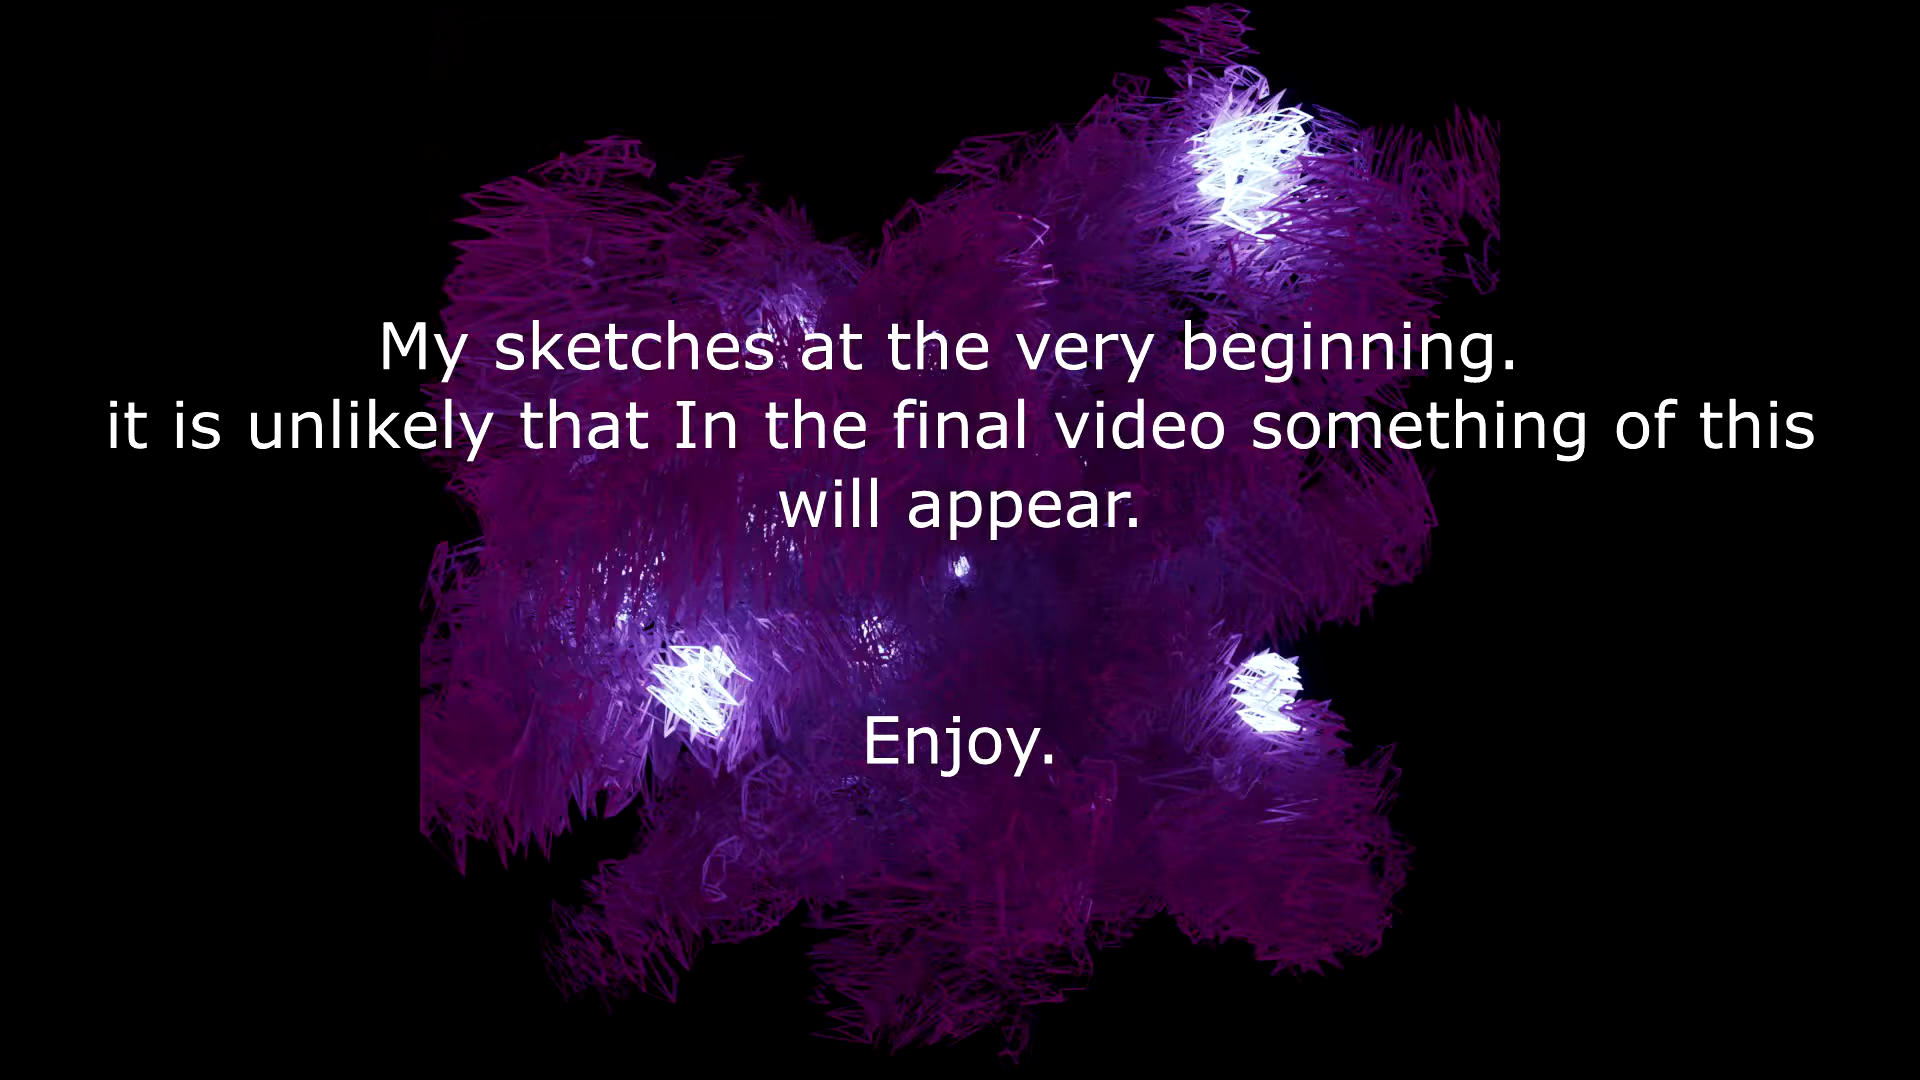 My sketches at the very beginning.
it is unlikely that In the final video something of this
will appear.
Enjoy.